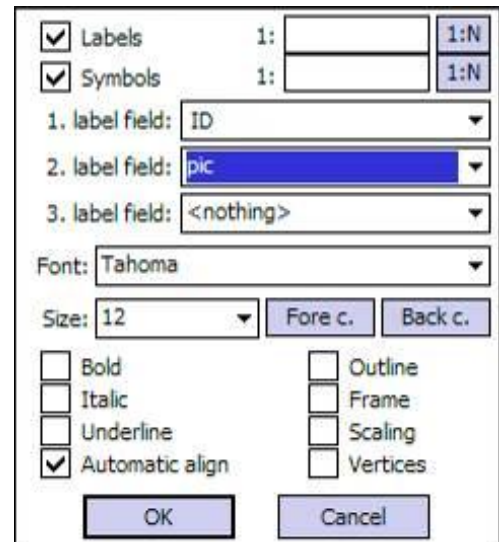 Labels 1: 1:N
Symbols 1: 1:N
1. label field: ID
2. label field: pic
3. label field: <nothing>
Font: Tahoma
Size: 12 Fore c. Back c.
Bold Outline
Italic Frame
Underline Scaling
Automatic align Vertices
OK Cancel